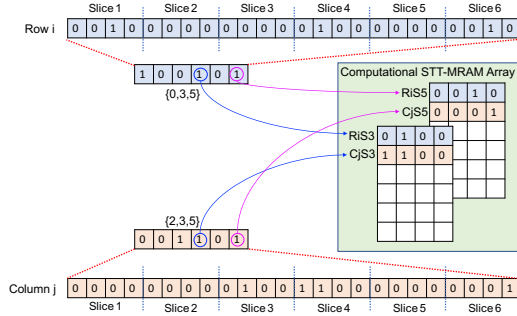 Slice 1 Slice 2 Slice 3 Slice 4 Slice 5 Slice 6
Row i 0 0 1 0 0 0 0 0 0 0 0 0 0 1 0 0 0 0 0 0 0 0 1 0
1 0 0 1 0 1
{0,3,5}
Computational STT-MRAM Array
RiS5 0 0 1 0
CjS5 0 0 0 1
RiS3 0 1 0 0
CjS3 1 1 0 0
{2,3,5}
0 0 1 1 0 1
Column j 0 0 0 0 0 0 0 0 0 1 0 0 1 1 0 0 0 0 0 0 0 0 0 1
Slice 1 Slice 2 Slice 3 Slice 4 Slice 5 Slice 6